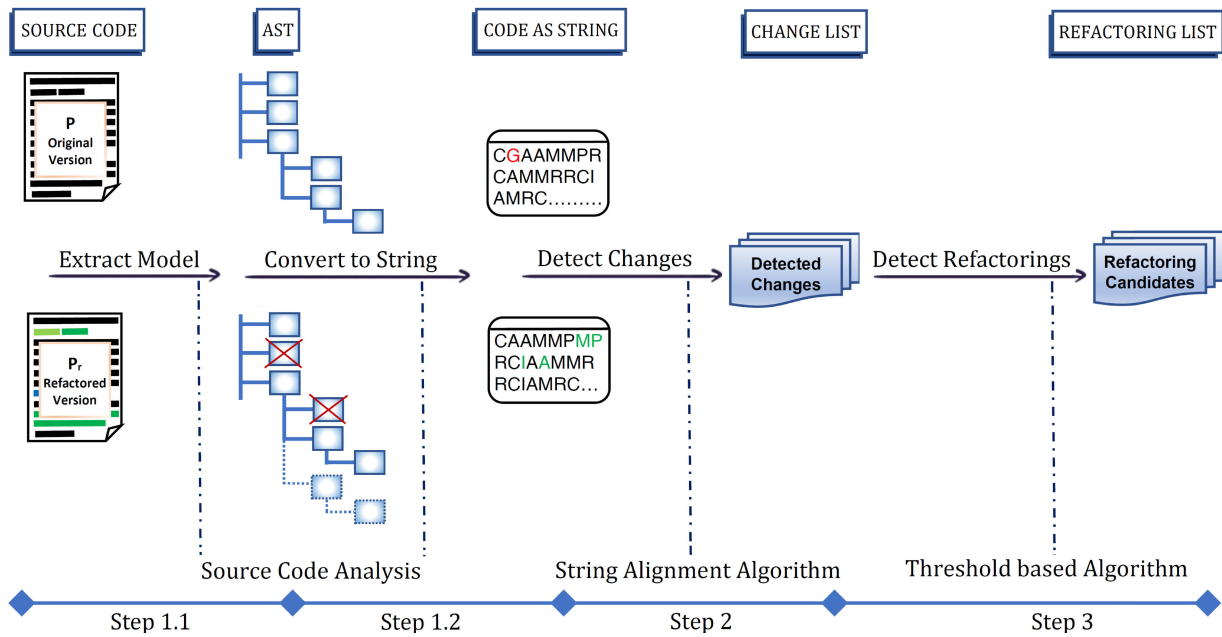 SOURCE CODE
AST
CODE AS STRING
CHANGE LIST
REFACTORING LIST
P
Original
Version
CGAAMMPR
CAMMRRCI
AMRC.........
Extract Model
Convert to String
Detect Changes
Detected
Changes
Detect Refactorings
Refactoring
Candidates
Pr
Refactored
Version
CAAMMPMP
RCIAAMMR
RCIAMRC...
Source Code Analysis
String Alignment Algorithm
Threshold based Algorithm
Step 1.1
Step 1.2
Step 2
Step 3